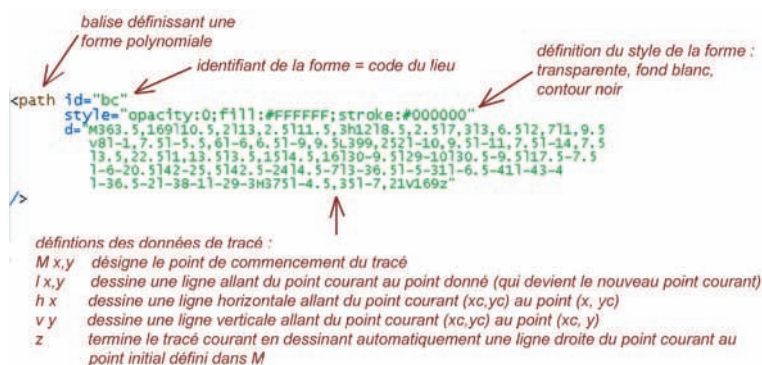 balise définissant une
forme polynomiale
identifiant de la forme = code du lieu
définition du style de la forme :
transparente, fond blanc,
contour noir
<path id="bc"
style="opacity:0;fill:#FFFFFF;stroke:#000000"
d="M363.5,169l10.5,2l13,2.5l11.5,3h12l8.5,2.5l7,3l3,6.5l2,7l1,9.5
v8l-1,7.5l-5.5,6l-6,6.5l-9,9.5L399,252l-10,9.5l-11,7.5l-14,7.5
l3.5,22.5l1,13.5l3.5,15l4.5,16l30-9.5l29-10l30.5-9.5l17.5-7.5
l-6-20.5l42-25.5l42.5-24l4.5-7l3-36.5l-5-31l-6.5-41l-43-4
l-36.5-2l-38-1l-29-3H375l-4.5,35l-7,21V169z"
/>
défintions des données de tracé :
M x,y désigne le point de commencement du tracé
l x,y dessine une ligne allant du point courant au point donné (qui devient le nouveau point courant)
h x dessine une ligne horizontale allant du point courant (xc,yc) au point (x, yc)
v y dessine une ligne verticale allant du point courant (xc,yc) au point (xc, y)
z termine le tracé courant en dessinant automatiquement une ligne droite du point courant au
point initial défini dans M